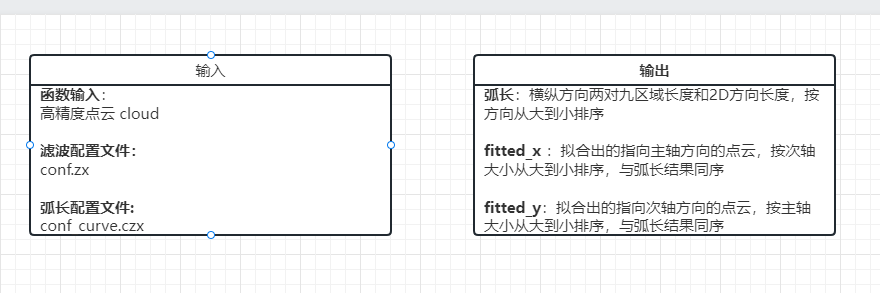 输入
函数输入：
高精度点云 cloud
滤波配置文件：
conf.zx
弧长配置文件:
conf_curve.czx
输出
弧长：横纵方向两对九区域长度和2D方向长度，按
方向从大到小排序
fitted_x ：拟合出的指向主轴方向的点云，按次轴
大小从大到小排序，与弧长结果同序
fitted_y：拟合出的指向次轴方向的点云，按主轴
大小从大到小排序，与弧长结果同序